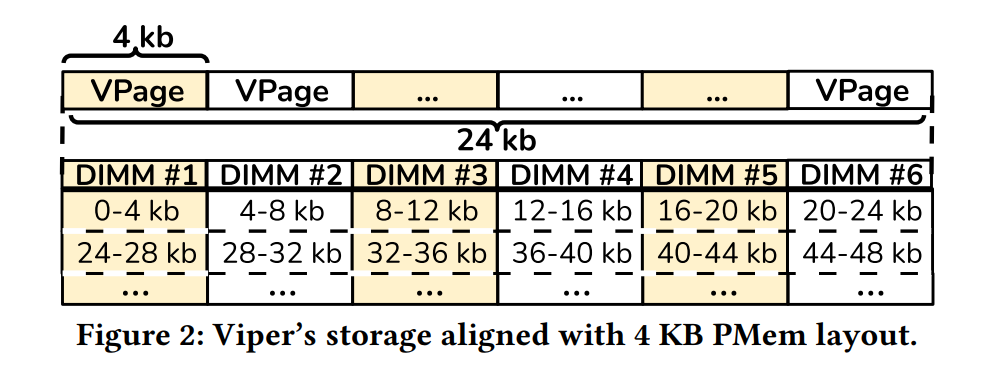 4 kb
VPage VPage ... ... ... VPage
24 kb
DIMM #1 DIMM #2 DIMM #3 DIMM #4 DIMM #5 DIMM #6
0-4 kb 4-8 kb 8-12 kb 12-16 kb 16-20 kb 20-24 kb
24-28 kb 28-32 kb 32-36 kb 36-40 kb 40-44 kb 44-48 kb
... ... ... ... ... ...
Figure 2: Viper's storage aligned with 4 KB PMem layout.